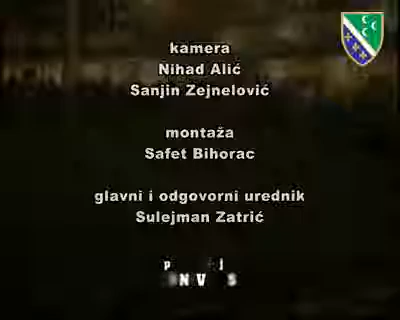 kamera
Nihad Alić
Sanjin Zejnelović
montaža
Safet Bihorac
glavni i odgovorni urednik
Sulejman Zatrić